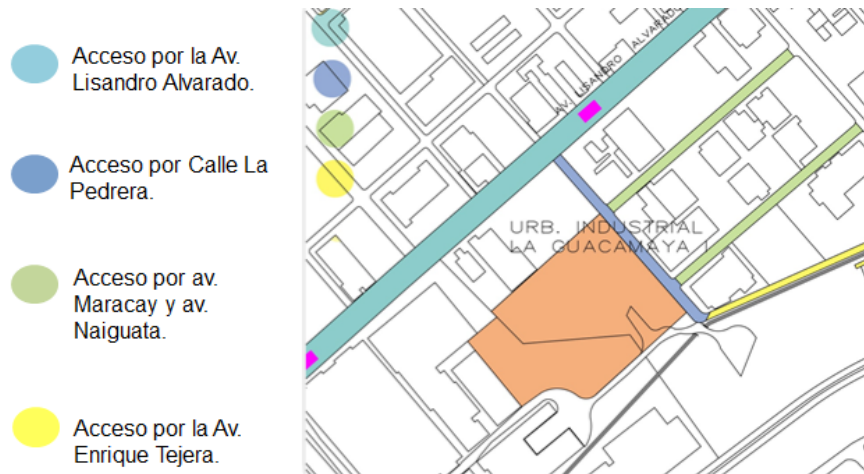 Acceso por la Av.
Lisandro Alvarado.
Acceso por Calle La
Pedrera.
Acceso por av.
Maracay y av.
Naiguata.
Acceso por la Av.
Enrique Tejera.
AV. LISANDRO ALVARADO
URB. INDUSTRIAL
LA GUACAMAYA I